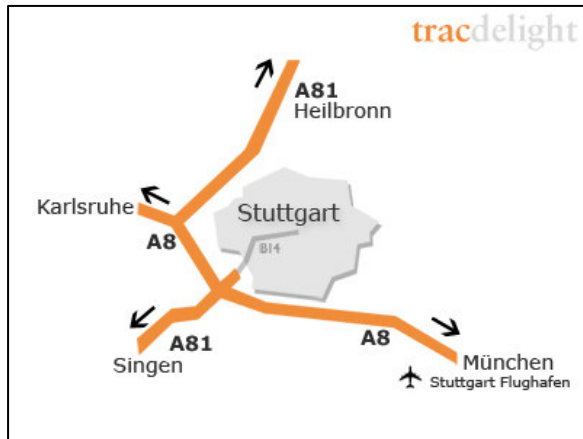 tracdelight
A81
Heilbronn
Karlsruhe
Stuttgart
A8
B14
A81
A8
Singen
München
Stuttgart Flughafen